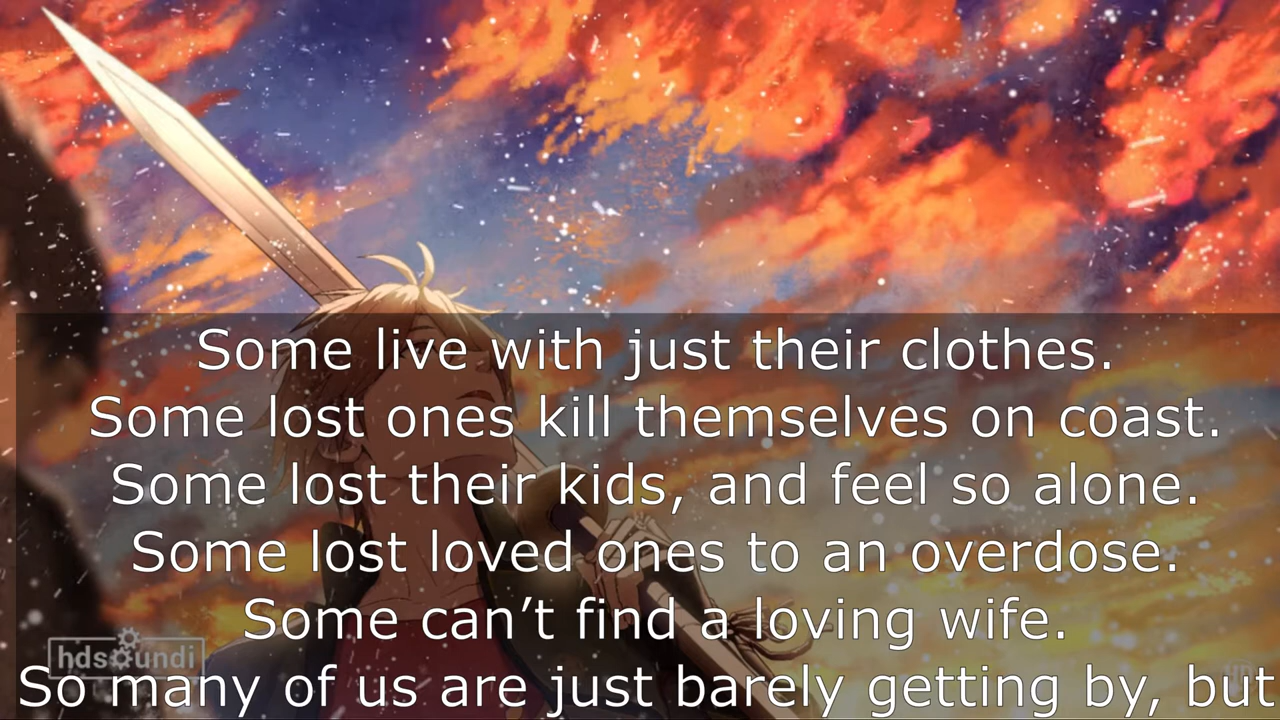 Some live with just their clothes.
Some lost ones kill themselves on coast.
Some lost their kids, and feel so alone.
Some lost loved ones to an overdose.
Some can’t find a loving wife.
hdsoundi
So many of us are just barely getting by, but